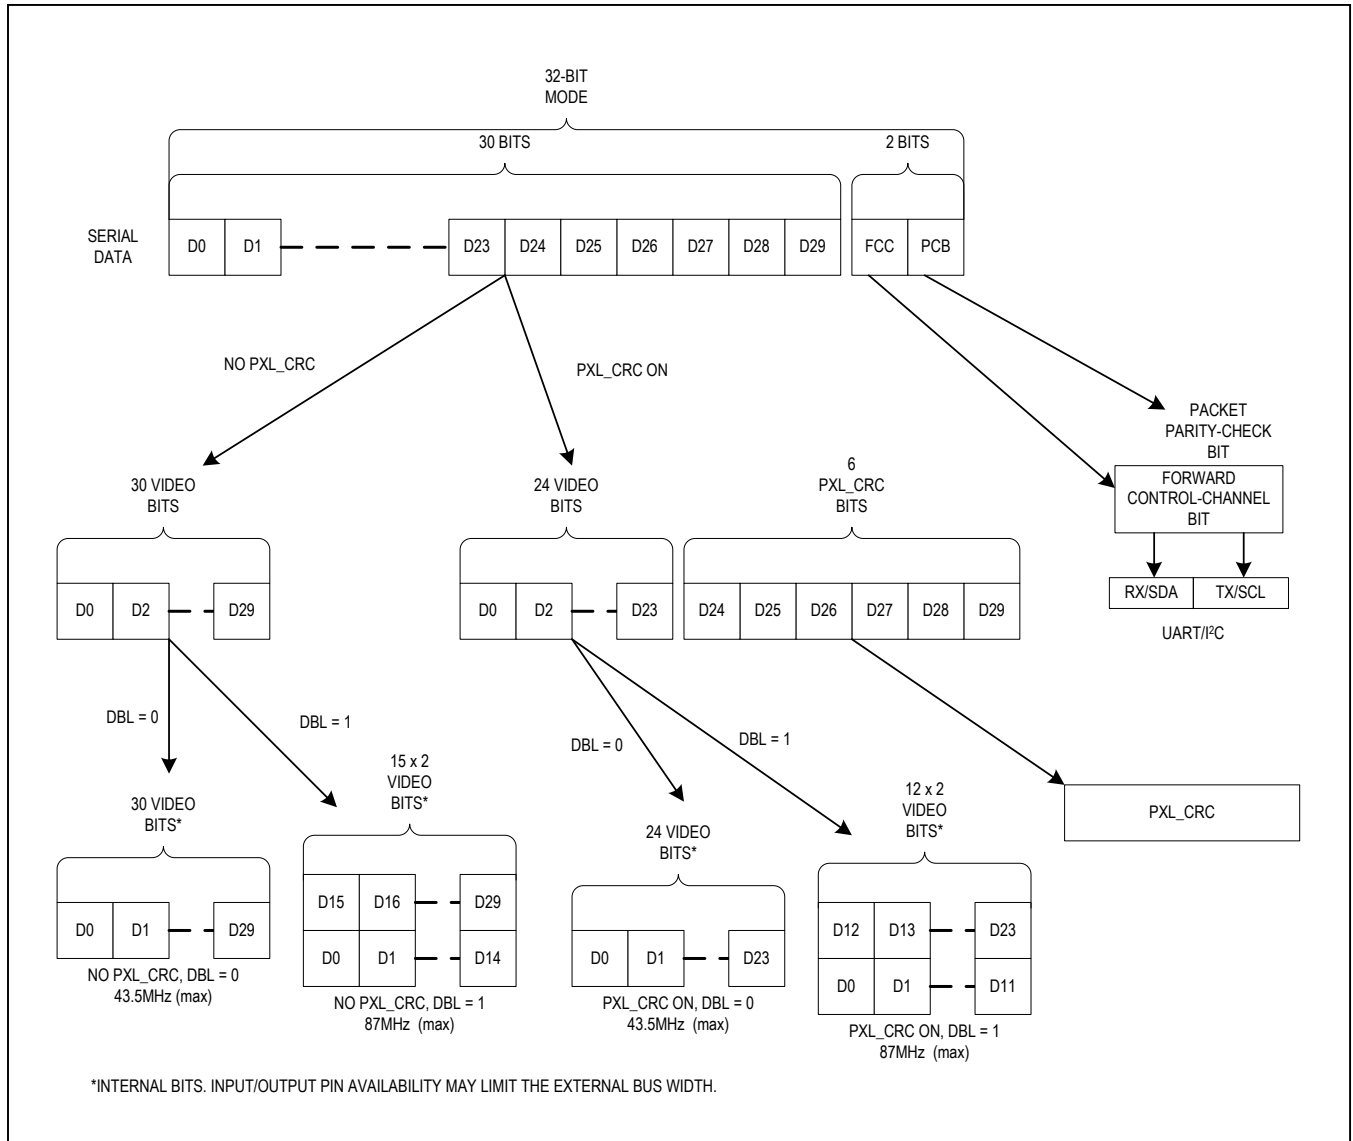 32-BIT
MODE
30 BITS
2 BITS
SERIAL
DATA
D0 D1 D23 D24 D25 D26 D27 D28 D29 FCC PCB
NO PXL_CRC
PXL_CRC ON
PACKET
PARITY-CHECK
BIT
30 VIDEO
BITS
24 VIDEO
BITS
6
PXL_CRC
BITS
FORWARD
CONTROL-CHANNEL
BIT
D0 D2 D29
D0 D2 D23
D24 D25 D26 D27 D28 D29
RX/SDA TX/SCL
UART/I²C
DBL = 0
DBL = 1
DBL = 0
DBL = 1
30 VIDEO
BITS*
15 x 2
VIDEO
BITS*
24 VIDEO
BITS*
12 x 2
VIDEO
BITS*
PXL_CRC
D0 D1 D29
NO PXL_CRC, DBL = 0
43.5MHz (max)
D15 D16 D29
D0 D1 D14
NO PXL_CRC, DBL = 1
87MHz (max)
D0 D1 D23
PXL_CRC ON, DBL = 0
43.5MHz (max)
D12 D13 D23
D0 D1 D11
PXL_CRC ON, DBL = 1
87MHz (max)
*INTERNAL BITS. INPUT/OUTPUT PIN AVAILABILITY MAY LIMIT THE EXTERNAL BUS WIDTH.